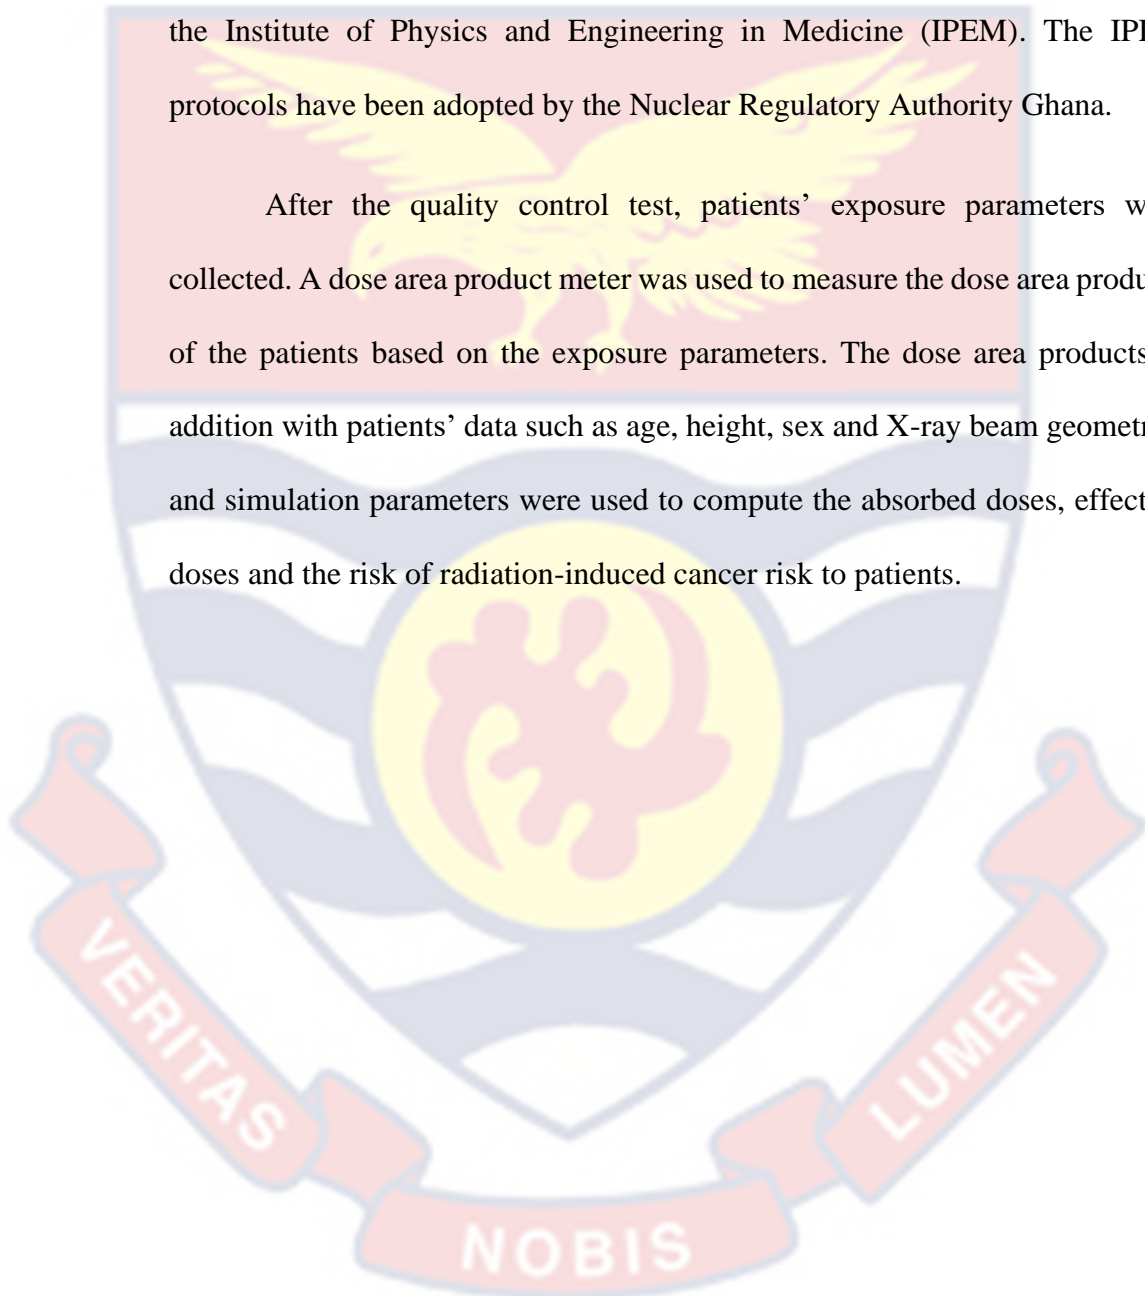 the Institute of Physics and Engineering in Medicine (IPEM). The
protocols have been adopted by the Nuclear Regulatory Authority Ghana.
After the quality control test, patients’ exposure parameters
collected. A dose area product meter was used to measure the dose area
of the patients based on the exposure parameters. The dose area products
addition with patients’ data such as age, height, sex and X-ray beam
and simulation parameters were used to compute the absorbed doses,
doses and the risk of radiation-induced cancer risk to patients.
VERITAS
NOBIS
LUMEN